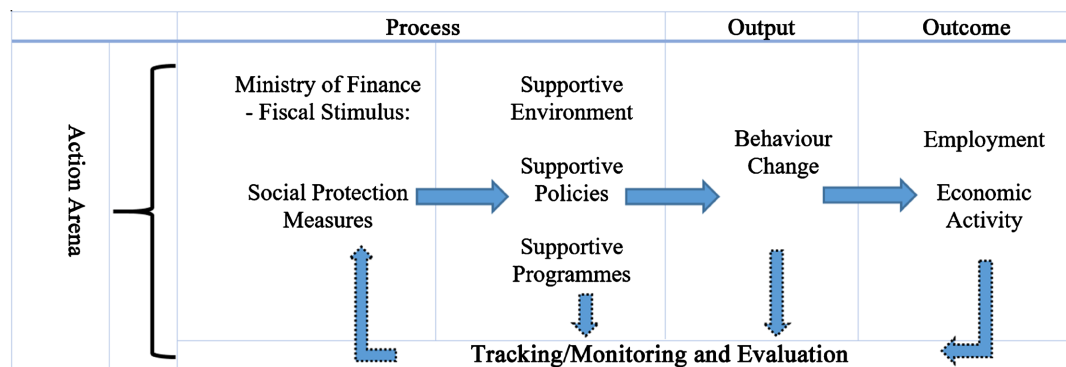 Process
Output
Outcome
Action Arena
Ministry of Finance
- Fiscal Stimulus:
Social Protection
Measures
Supportive
Environment
Supportive
Policies
Supportive
Programmes
Behaviour
Change
Employment
Economic
Activity
Tracking/Monitoring and Evaluation